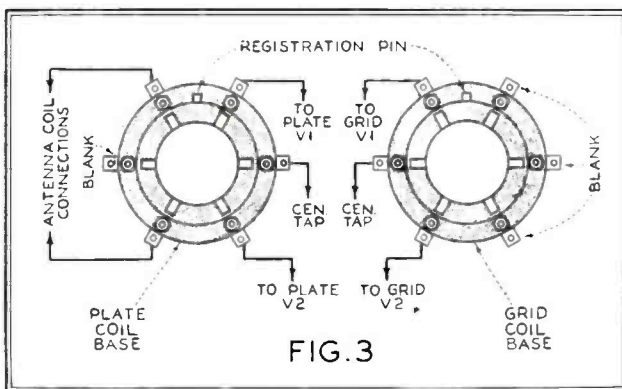 REGISTRATION PIN
ANTENNA COIL
CONNECTIONS
BLANK
TO
PLATE
V1
TO
GRID
V1
BLANK
CEN.
TAP
CEN.
TAP
TO PLATE
V2
TO GRID
V2
PLATE
COIL
BASE
GRID
COIL
BASE
FIG.3